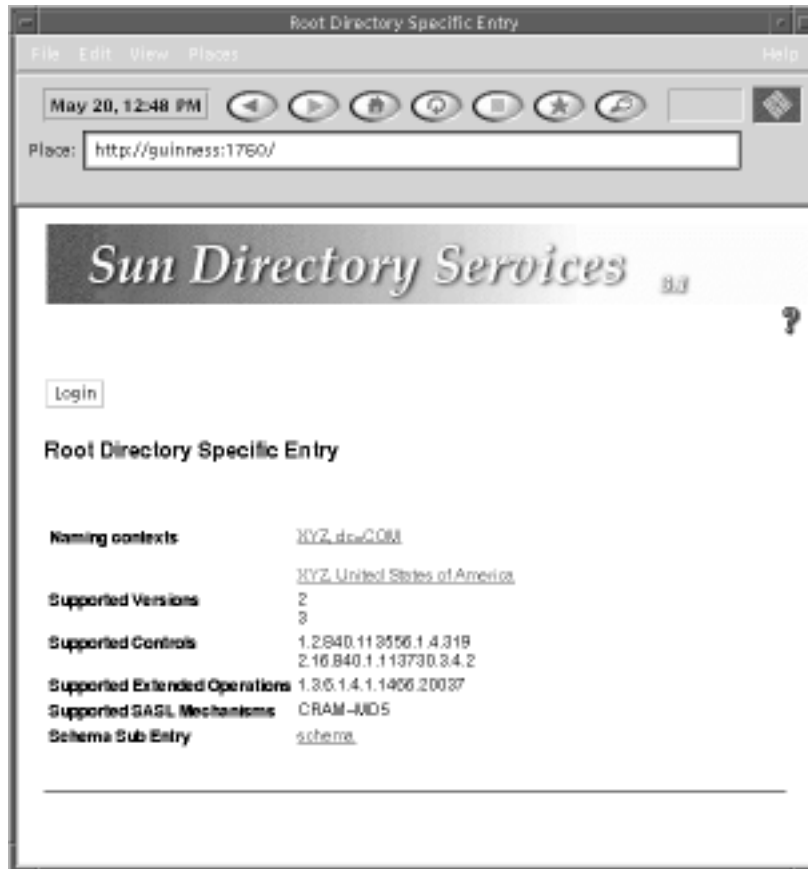 Root Directory Specific Entry
File Edit View Places Help
May 20, 12:48 PM
Place: http://guinness:1760/
Sun Directory Services 3.1
?
Login
Root Directory Specific Entry
Naming contexts XYZ, dc=COM
XYZ, United States of America
Supported Versions 2
3
Supported Controls 1.2.840.113556.1.4.319
2.16.840.1.113730.3.4.2
Supported Extended Operations 1.3.6.1.4.1.1466.20037
Supported SASL Mechanisms CRAM-MD5
Schema Sub Entry schema